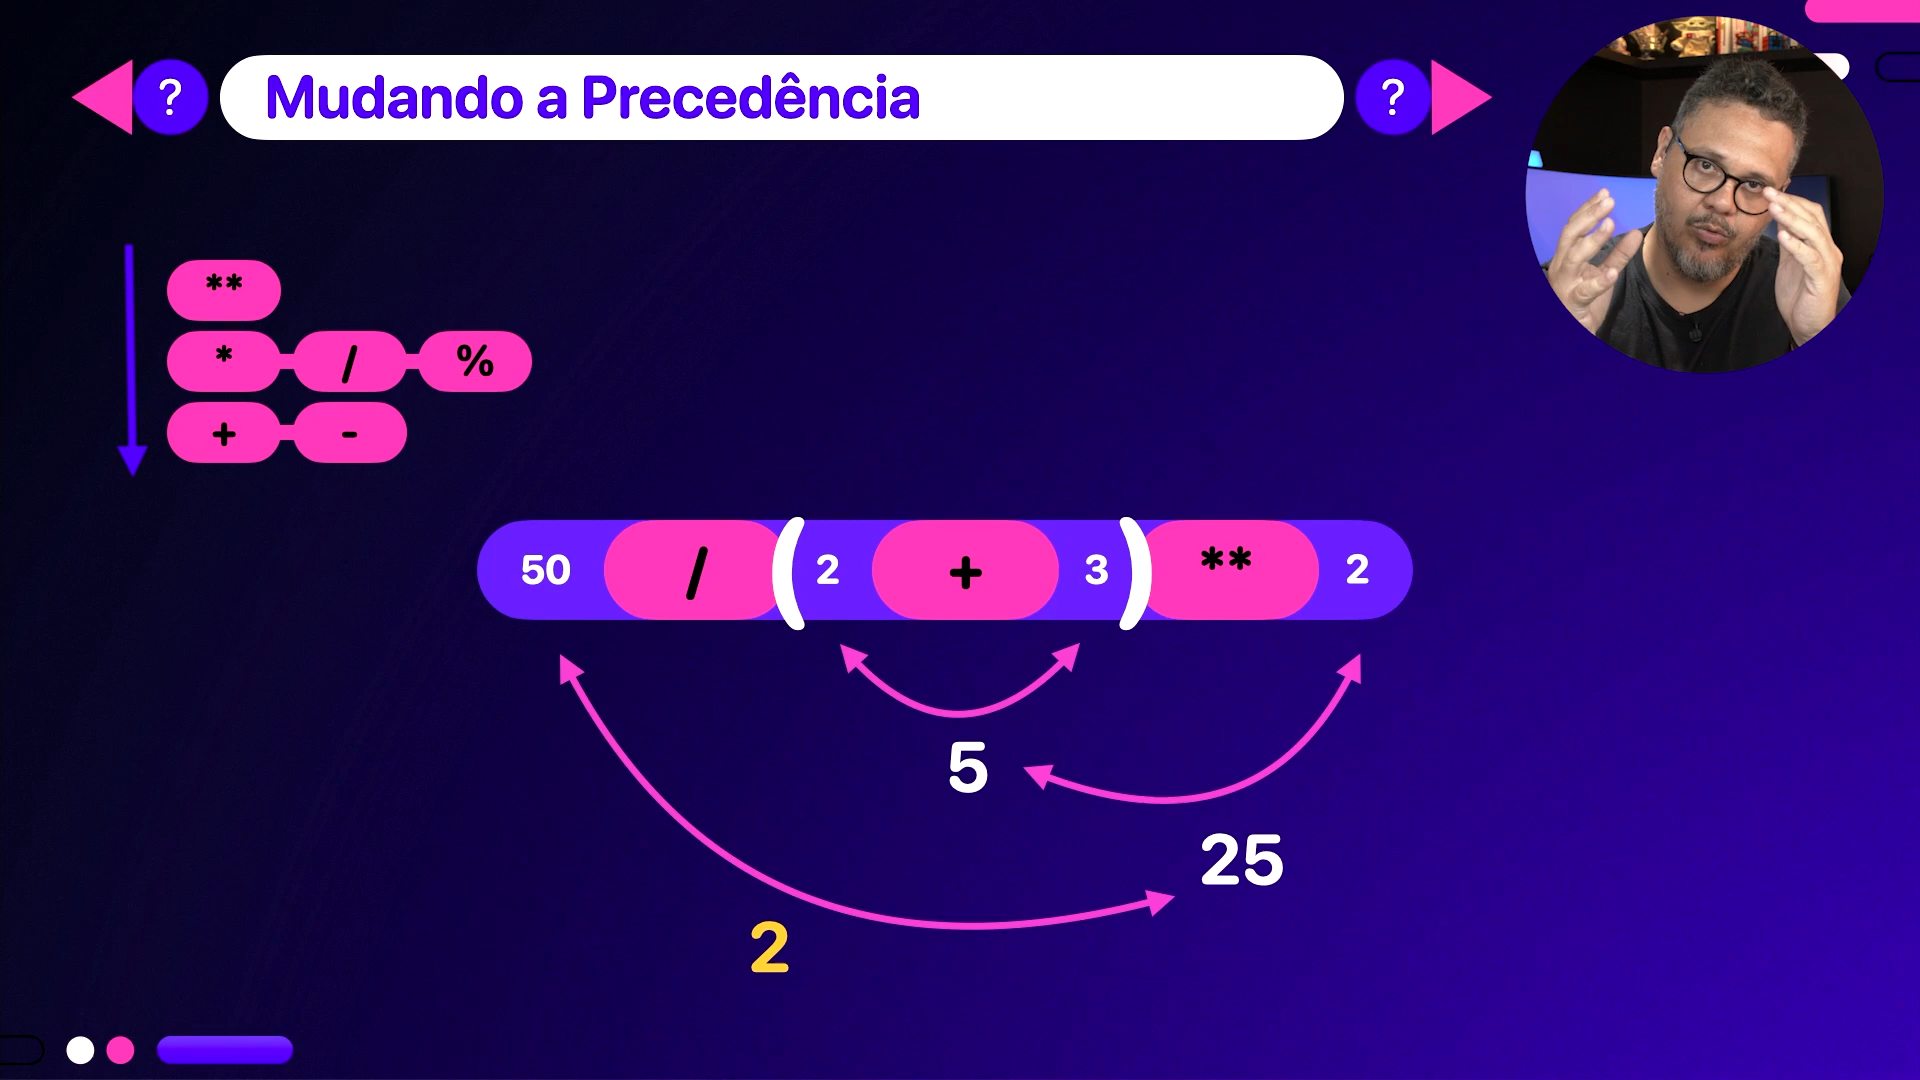 ? Mudando a Precedência ?
**
* / %
+ -
50 / ( 2 + 3 ) ** 2
5
25
2